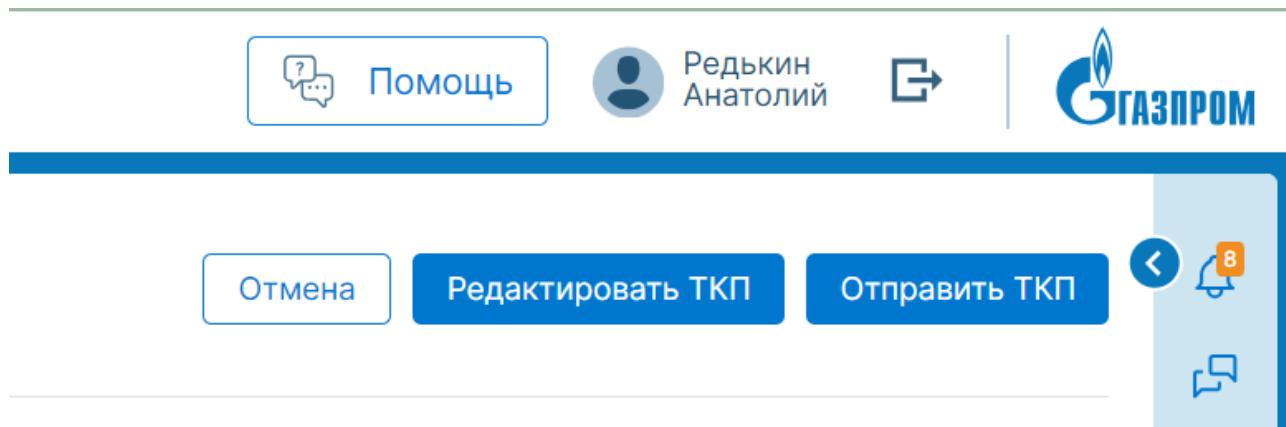 Помощь
Редькин
Анатолий
ГАЗПРОМ
Отмена
Редактировать ТКП
Отправить ТКП
8